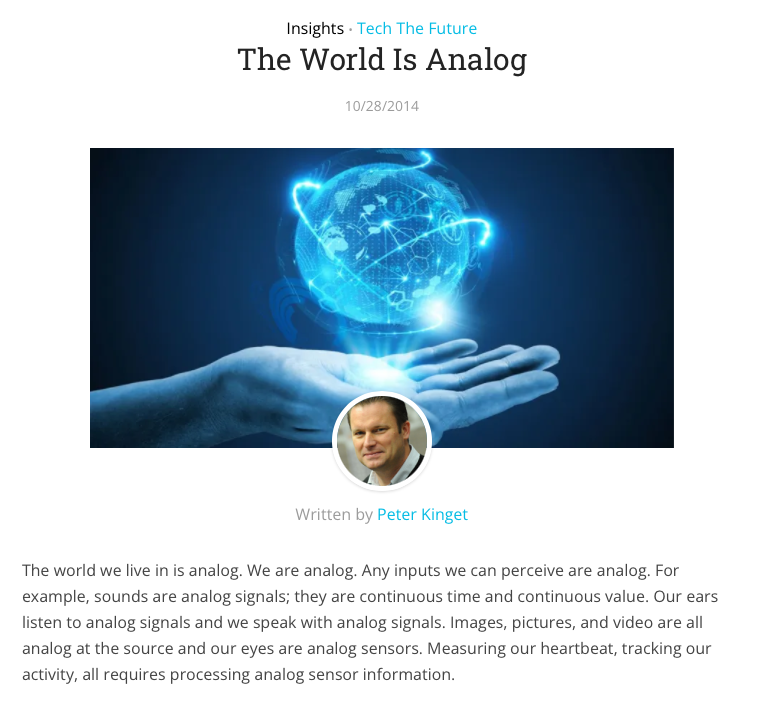 Insights • Tech The Future
The World Is Analog
10/28/2014
Written by Peter Kinget
The world we live in is analog. We are analog. Any inputs we can perceive are analog. For
example, sounds are analog signals; they are continuous time and continuous value. Our ears
listen to analog signals and we speak with analog signals. Images, pictures, and video are all
analog at the source and our eyes are analog sensors. Measuring our heartbeat, tracking our
activity, all requires processing analog sensor information.